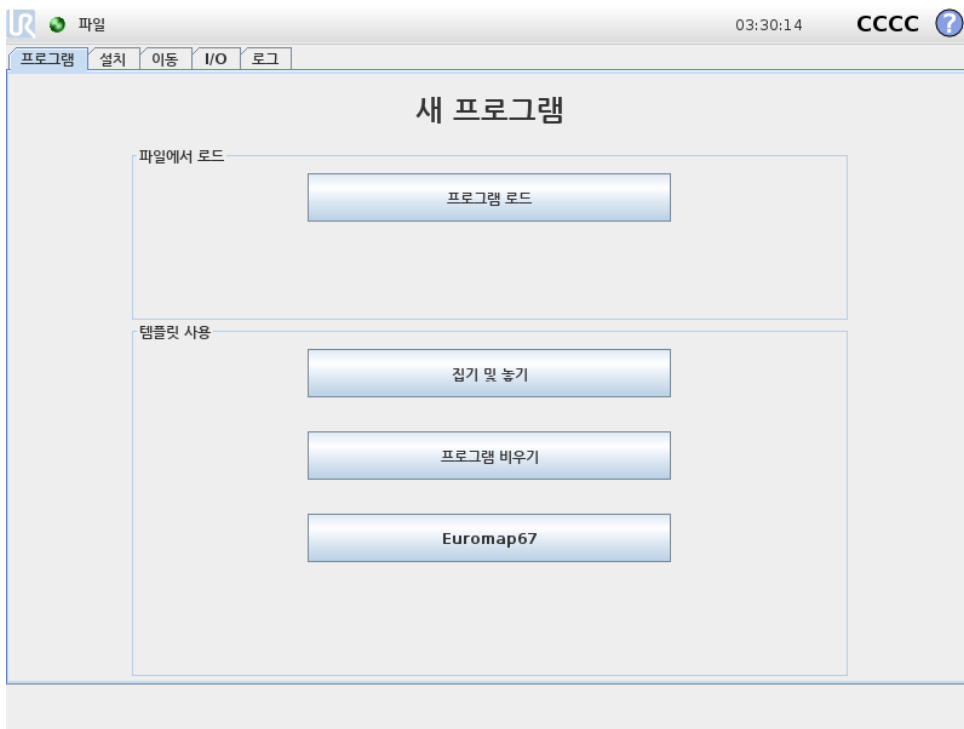 UR 파일 03:30:14 CCCC ?
프로그램 설치 이동 I/O 로그
새 프로그램
파일에서 로드
프로그램 로드
템플릿 사용
집기 및 놓기
프로그램 비우기
Euromap67